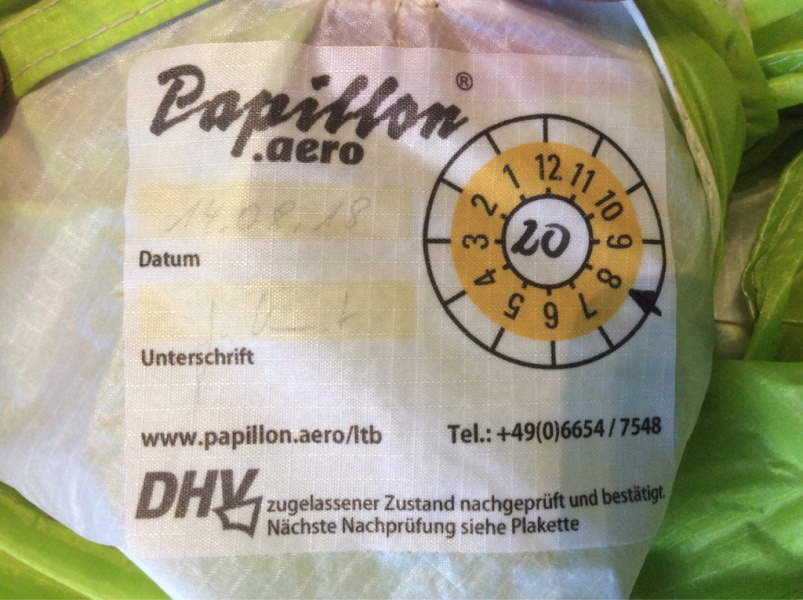 Papillon®
.aero
14.08.18
Datum
Unterschrift
12 11 10 9 8 7 6 5 4 3 2 1
20
www.papillon.aero/ltb
Tel.: +49(0)6654 / 7548
DHV zugelassener Zustand nachgeprüft und bestätigt.
Nächste Nachprüfung siehe Plakette